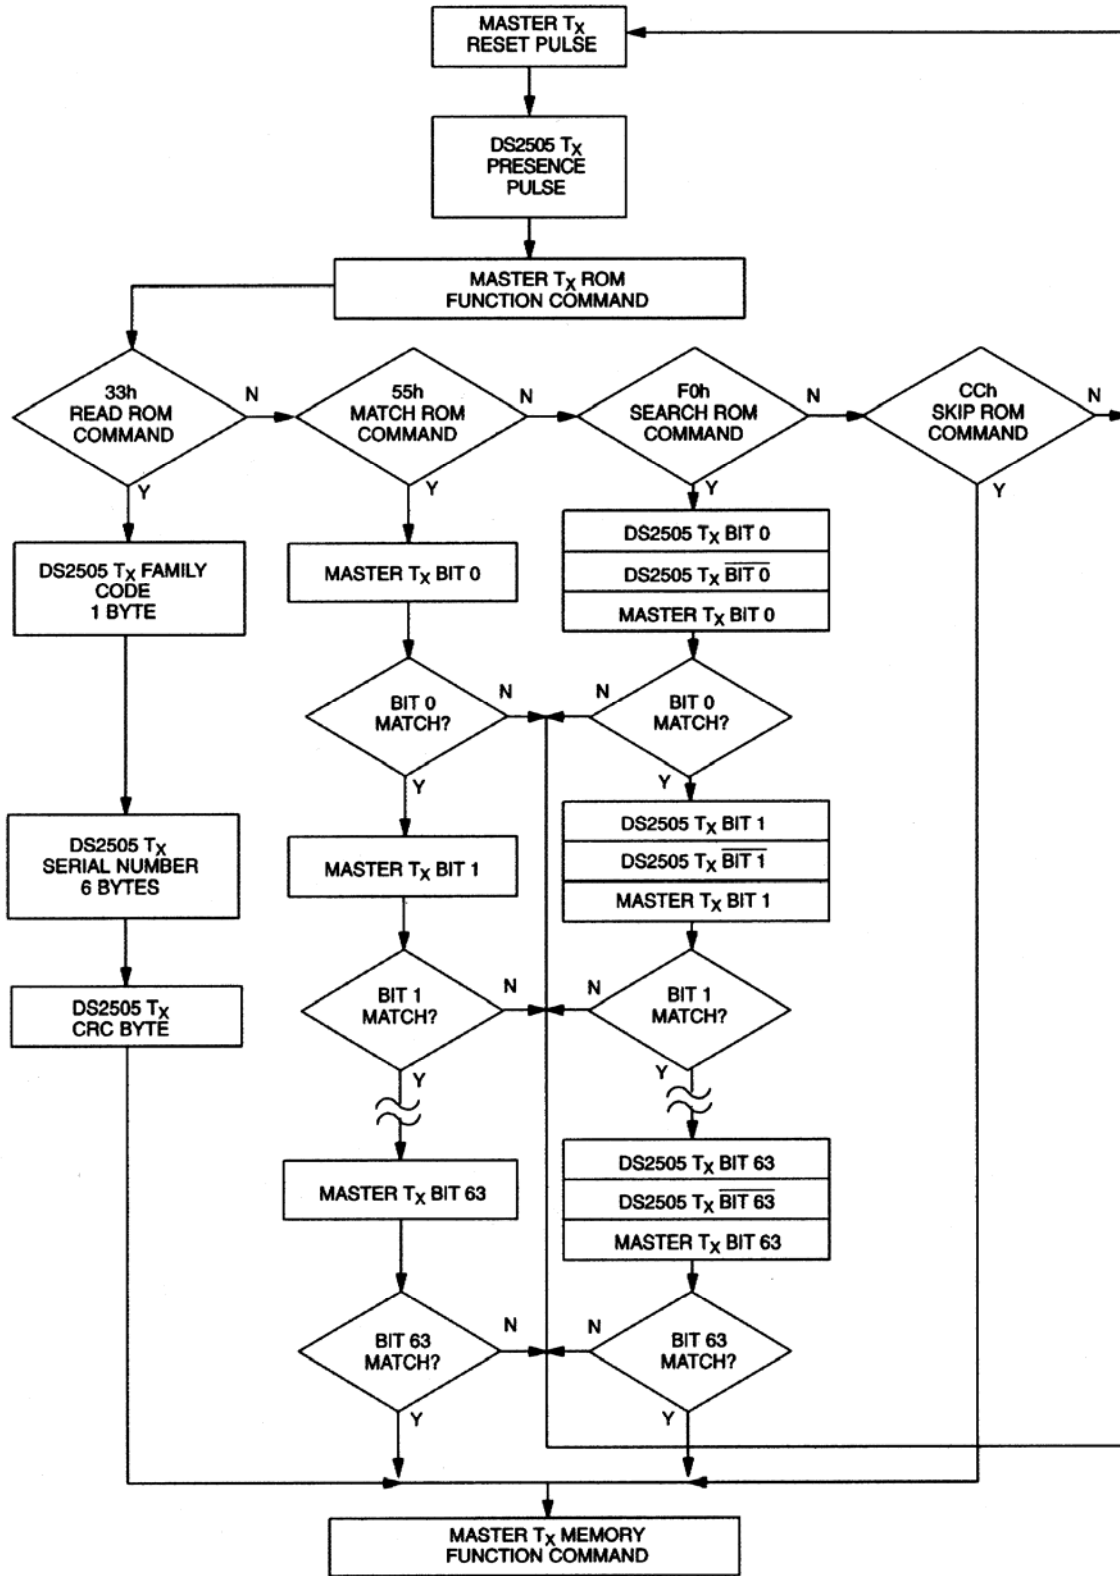 MASTER TX
RESET PULSE
DS2505 TX
PRESENCE
PULSE
MASTER TX ROM
FUNCTION COMMAND
33h
READ ROM
COMMAND
N
Y
55h
MATCH ROM
COMMAND
N
Y
F0h
SEARCH ROM
COMMAND
N
Y
CCh
SKIP ROM
COMMAND
N
Y
DS2505 TX FAMILY
CODE
1 BYTE
DS2505 TX
SERIAL NUMBER
6 BYTES
DS2505 TX
CRC BYTE
MASTER TX BIT 0
BIT 0
MATCH?
N
Y
MASTER TX BIT 1
BIT 1
MATCH?
N
Y
MASTER TX BIT 63
BIT 63
MATCH?
N
Y
DS2505 TX BIT 0
DS2505 TX BIT 0
MASTER TX BIT 0
BIT 0
MATCH?
N
Y
DS2505 TX BIT 1
DS2505 TX BIT 1
MASTER TX BIT 1
BIT 1
MATCH?
N
Y
DS2505 TX BIT 63
DS2505 TX BIT 63
MASTER TX BIT 63
BIT 63
MATCH?
N
Y
MASTER TX MEMORY
FUNCTION COMMAND